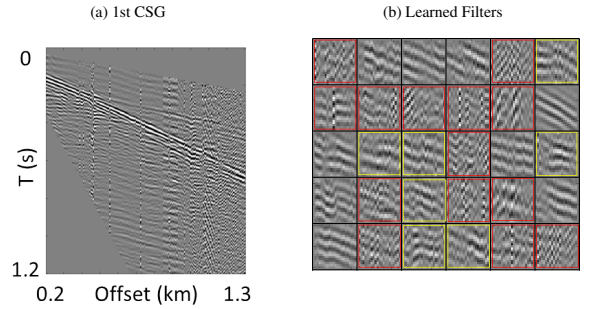 (a) 1st CSG
(b) Learned Filters
0
T (s)
1.2
0.2 Offset (km) 1.3